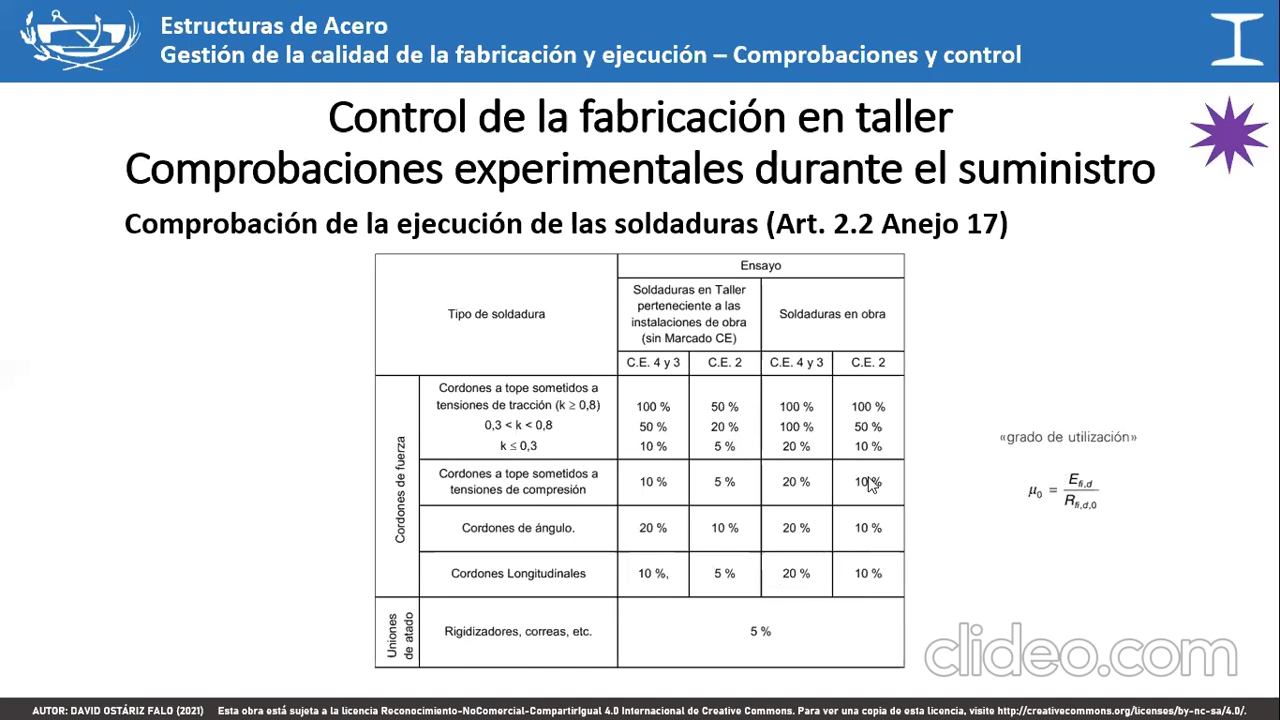 Estructuras de Acero
Gestión de la calidad de la fabricación y ejecución – Comprobaciones y control
Control de la fabricación en taller
Comprobaciones experimentales durante el suministro
Comprobación de la ejecución de las soldaduras (Art. 2.2 Anejo 17)
Tipo de soldadura
Ensayo
Soldaduras en Taller
perteneciente a las
instalaciones de obra
(sin Marcado CE)
Soldaduras en obra
C.E. 4 y 3 C.E. 2 C.E. 4 y 3 C.E. 2
Cordones de fuerza
Cordones a tope sometidos a
tensiones de tracción (k ≥ 0,8) 100 % 50 % 100 % 100 %
0,3 < k < 0,8 50 % 20 % 100 % 50 %
k ≤ 0,3 10 % 5 % 20 % 10 %
Cordones a tope sometidos a
tensiones de compresión 10 % 5 % 20 % 10 %
Cordones de ángulo. 20 % 10 % 20 % 10 %
Cordones Longitudinales 10 %, 5 % 20 % 10 %
Uniones
de atado
Rigidizadores, correas, etc. 5 %
«grado de utilización»
μ0 = Efi,d / Rfi,d,0
clideo.com
AUTOR: DAVID OSTÁRIZ FALO (2021) Esta obra está sujeta a la licencia Reconocimiento-NoComercial-CompartirIgual 4.0 Internacional de Creative Commons. Para ver una copia de esta licencia, visite http://creativecommons.org/licenses/by-nc-sa/4.0/.